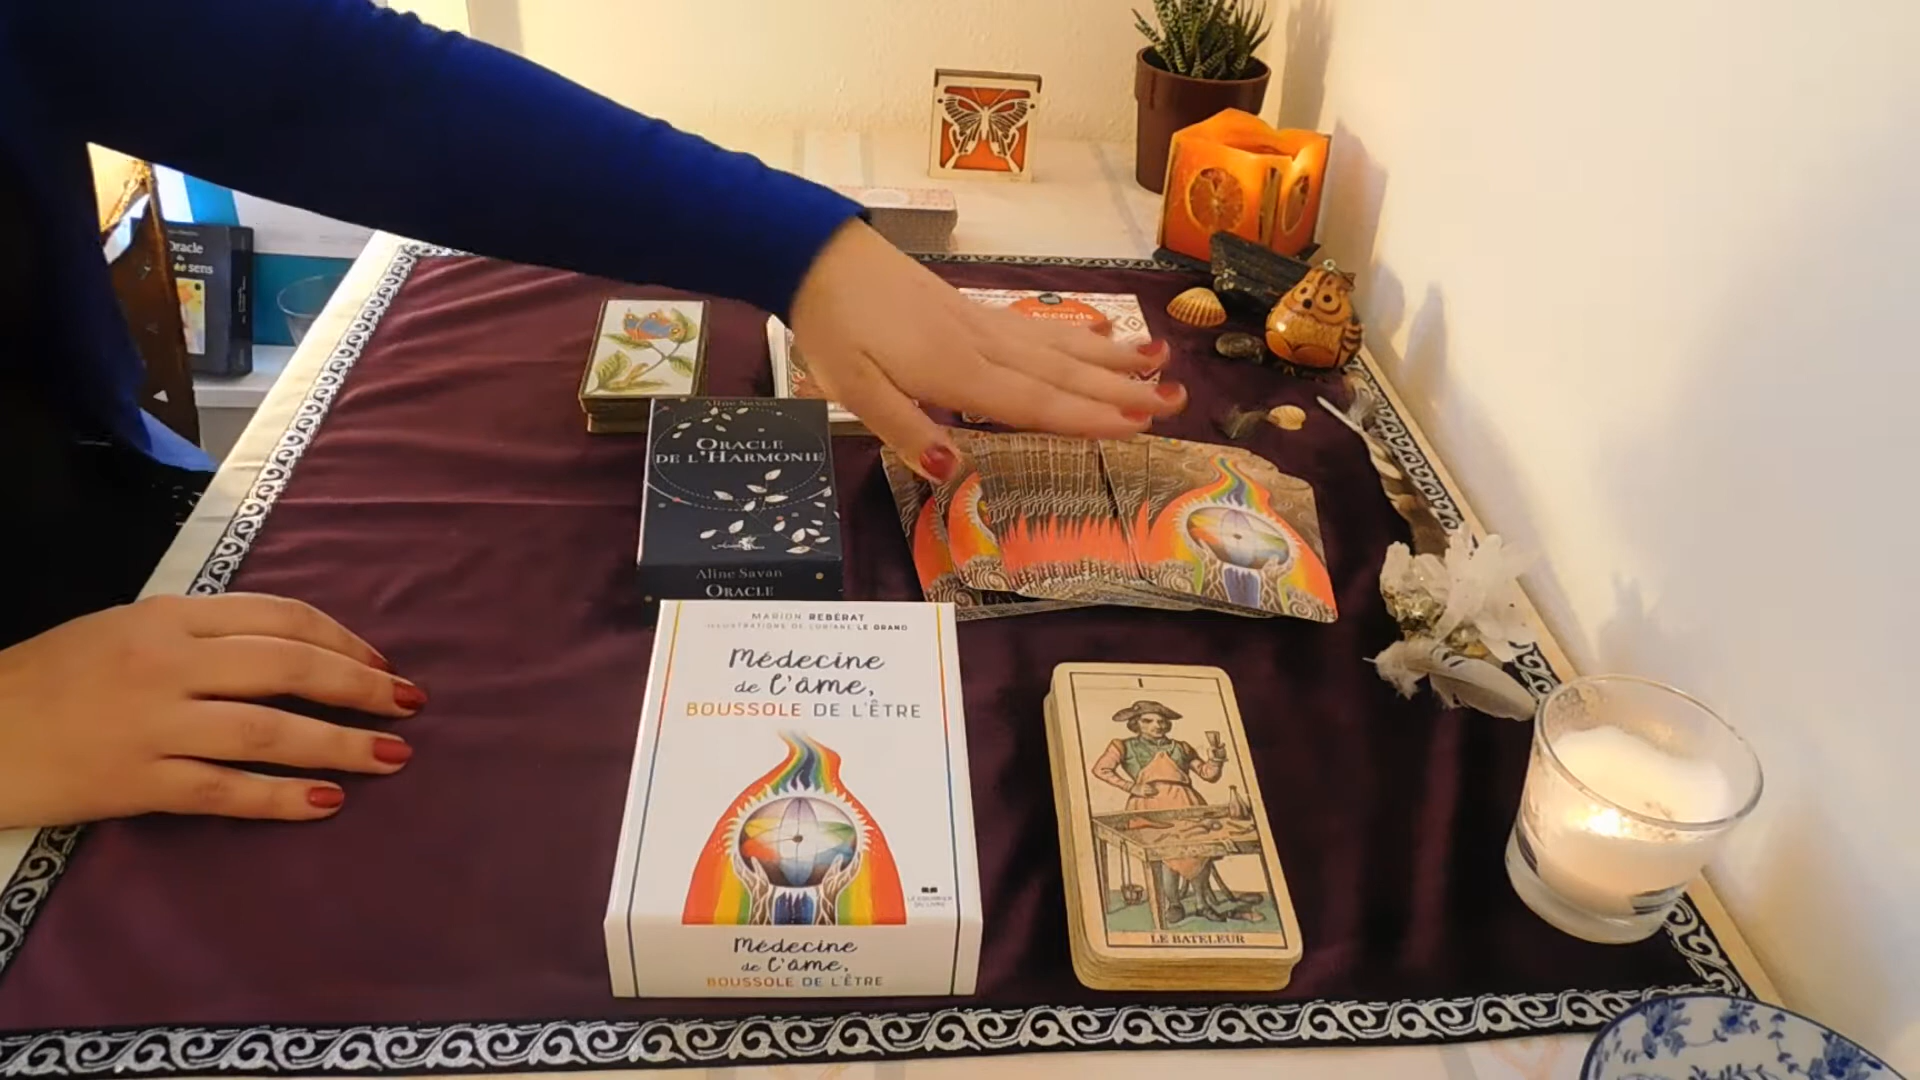 Oracle
sens
Accords
Aline Savan
ORACLE
DE L'HARMONIE
Aline Savan
ORACLE
MARION REBÉRAT
ILLUSTRATIONS DE LORIANE LE GRAND
Médecine
de l'âme,
BOUSSOLE DE L'ÊTRE
Médecine
de l'âme,
BOUSSOLE DE L'ÊTRE
I
LE BATELEUR